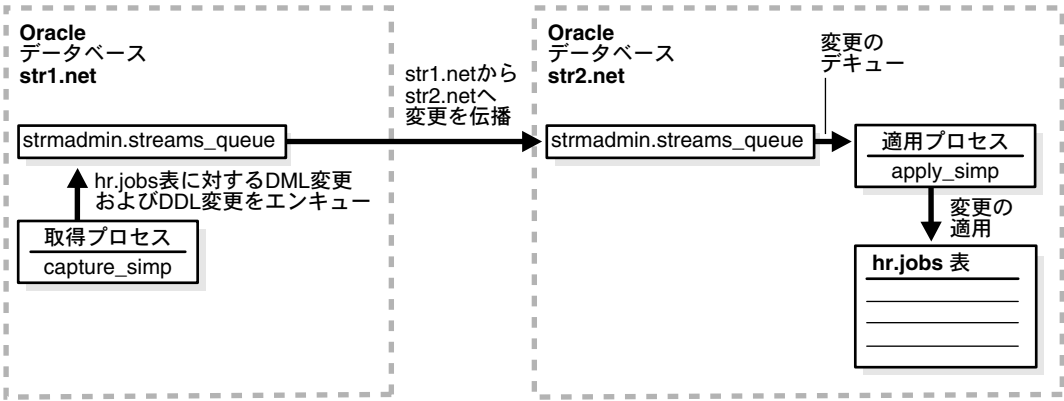 Oracle
データベース
str1.net
strmadmin.streams_queue
hr.jobs表に対するDML変更
およびDDL変更をエンキュー
取得プロセス
capture_simp
str1.netから
str2.netへ
変更を伝播
Oracle
データベース
str2.net
strmadmin.streams_queue
変更の
デキュー
適用プロセス
apply_simp
変更の
適用
hr.jobs 表